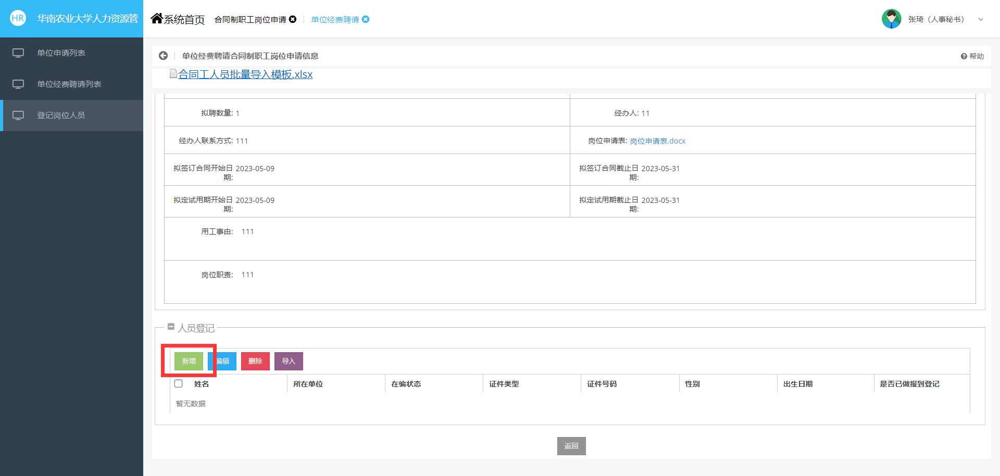 HR 华南农业大学人力资源管
系统首页 合同制职工岗位申请 单位经费聘请
张琦（人事秘书）
单位申请列表
单位经费聘请列表
登记岗位人员
单位经费聘请合同制职工岗位申请信息
帮助
合同工人员批量导入模板.xlsx
拟聘数量: 1 经办人: 11
经办人联系方式: 111 岗位申请表: 岗位申请表.docx
拟签订合同开始日 2023-05-09 拟签订合同截止日 2023-05-31
期: 期:
拟定试用期开始日 2023-05-09 拟定试用期截止日 2023-05-31
期: 期:
用工事由: 111
岗位职责: 111
人员登记
新增 编辑 删除 导入
姓名 所在单位 在编状态 证件类型 证件号码 性别 出生日期 是否已做报到登记
暂无数据
返回